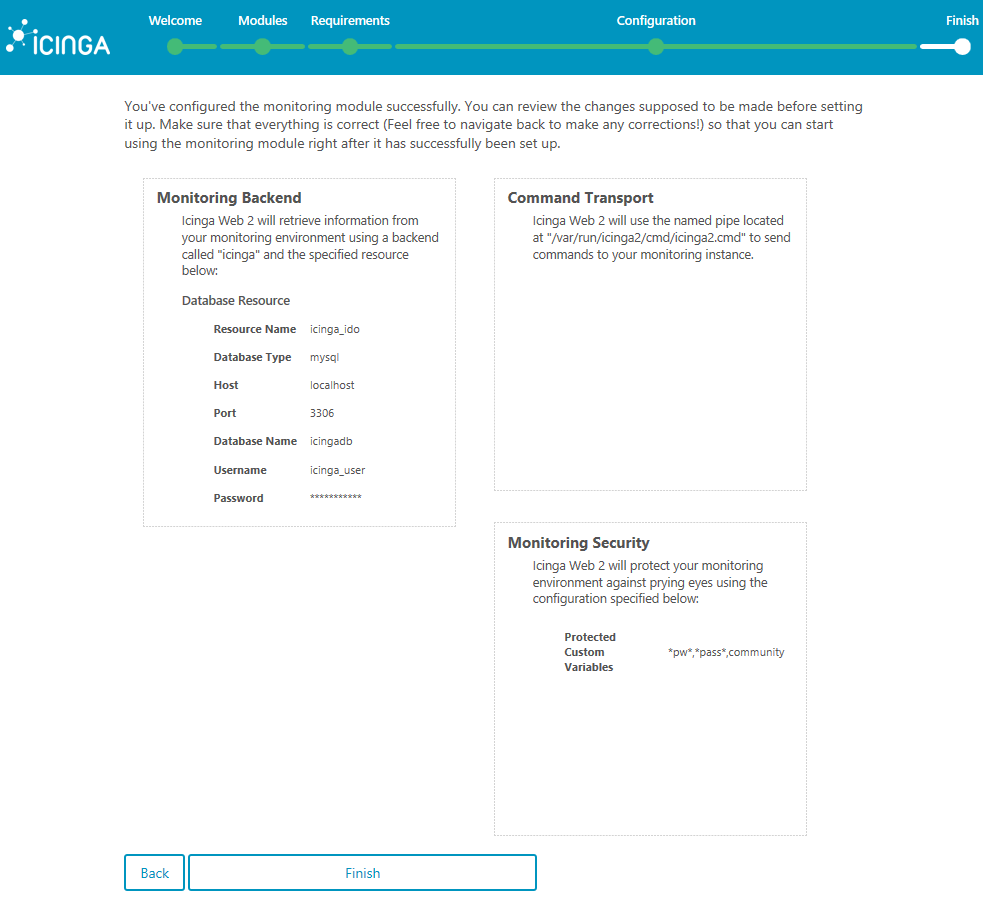 Welcome
Modules
Requirements
Configuration
Finish
ICINGA
You've configured the monitoring module successfully. You can review the changes supposed to be made before setting
it up. Make sure that everything is correct (Feel free to navigate back to make any corrections!) so that you can start
using the monitoring module right after it has successfully been set up.
Monitoring Backend
Icinga Web 2 will retrieve information from
your monitoring environment using a backend
called "icinga" and the specified resource
below:
Database Resource
Resource Name icinga_ido
Database Type mysql
Host localhost
Port 3306
Database Name icingadb
Username icinga_user
Password ***********
Command Transport
Icinga Web 2 will use the named pipe located
at "/var/run/icinga2/cmd/icinga2.cmd" to send
commands to your monitoring instance.
Monitoring Security
Icinga Web 2 will protect your monitoring
environment against prying eyes using the
configuration specified below:
Protected
Custom *pw*,*pass*,community
Variables
Back
Finish